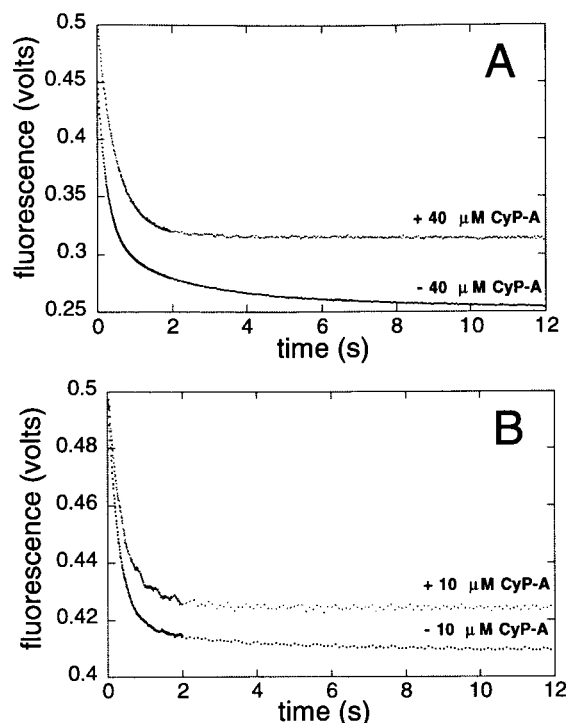 A
fluorescence (volts)
0.5
0.45
0.4
0.35
0.3
0.25
+ 40 µM CyP-A
- 40 µM CyP-A
0 2 4 6 8 10 12
time (s)
B
fluorescence (volts)
0.5
0.48
0.46
0.44
0.42
0.4
+ 10 µM CyP-A
- 10 µM CyP-A
0 2 4 6 8 10 12
time (s)